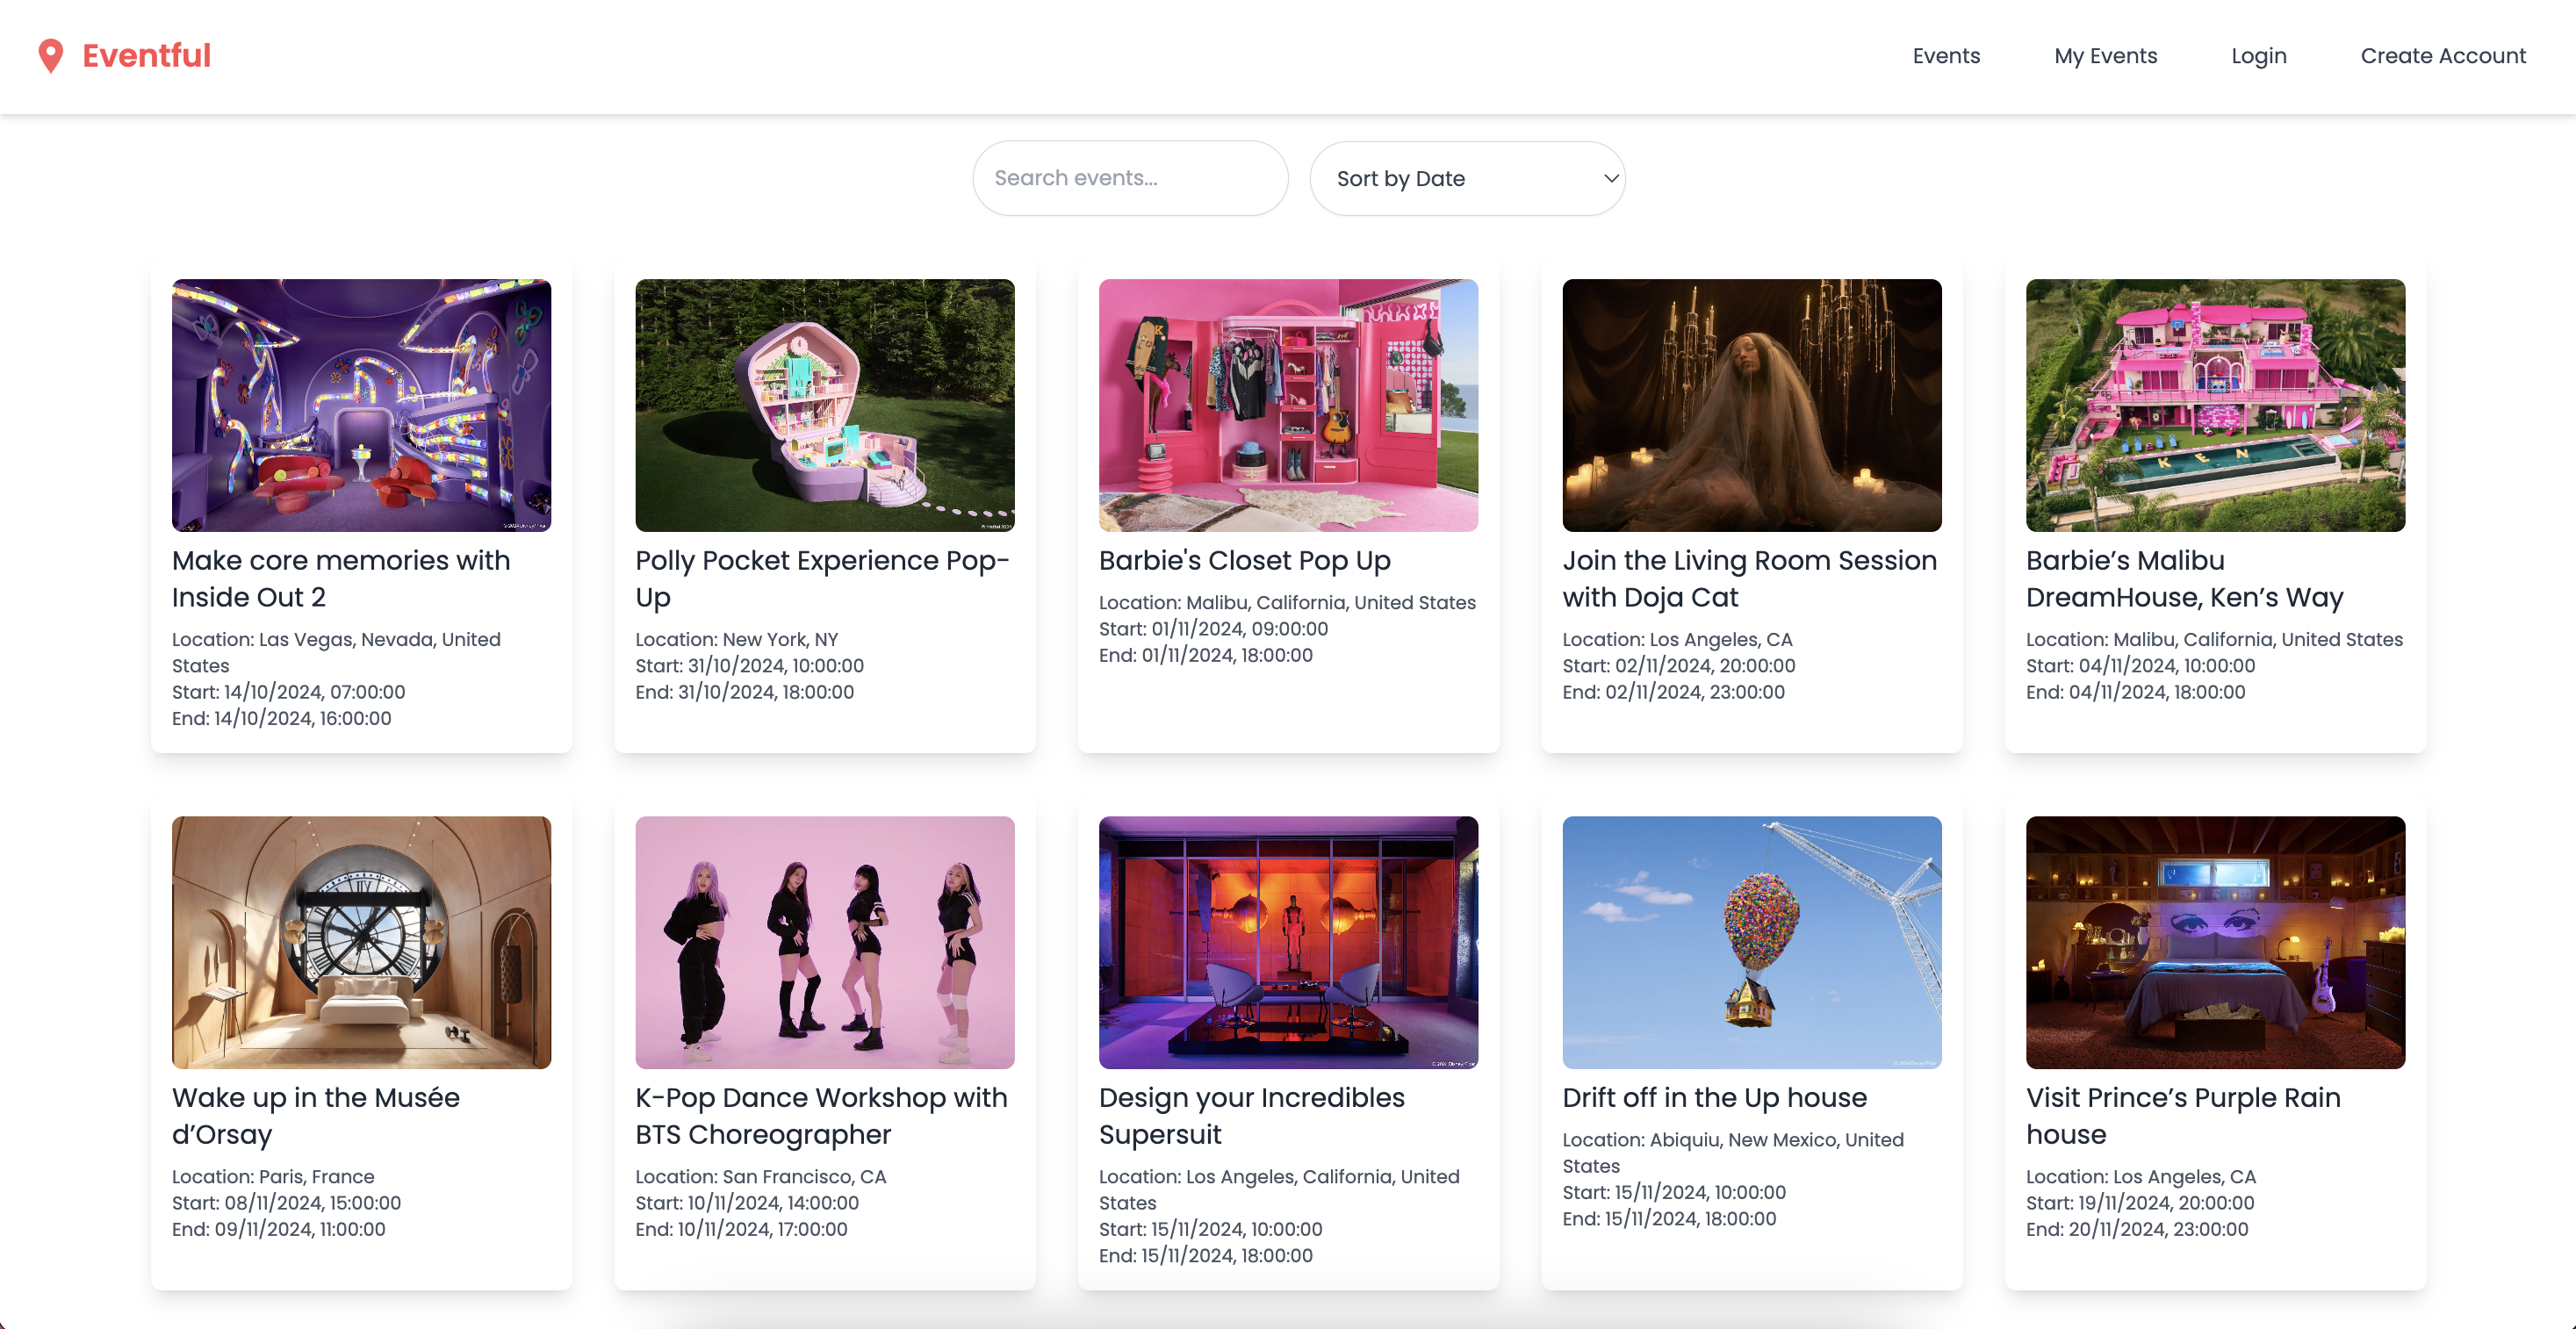 Eventful
Events
My Events
Login
Create Account
Search events...
Sort by Date
© 2024 Disney/Pixar
Make core memories with
Inside Out 2
Location: Las Vegas, Nevada, United
States
Start: 14/10/2024, 07:00:00
End: 14/10/2024, 16:00:00
© Mattel 2024
Polly Pocket Experience Pop-
Up
Location: New York, NY
Start: 31/10/2024, 10:00:00
End: 31/10/2024, 18:00:00
K
Barbie's Closet Pop Up
Location: Malibu, California, United States
Start: 01/11/2024, 09:00:00
End: 01/11/2024, 18:00:00
Join the Living Room Session
with Doja Cat
Location: Los Angeles, CA
Start: 02/11/2024, 20:00:00
End: 02/11/2024, 23:00:00
KEN
Barbie’s Malibu
DreamHouse, Ken’s Way
Location: Malibu, California, United States
Start: 04/11/2024, 10:00:00
End: 04/11/2024, 18:00:00
Wake up in the Musée
d’Orsay
Location: Paris, France
Start: 08/11/2024, 15:00:00
End: 09/11/2024, 11:00:00
K-Pop Dance Workshop with
BTS Choreographer
Location: San Francisco, CA
Start: 10/11/2024, 14:00:00
End: 10/11/2024, 17:00:00
© 2024 Disney/Pixar
Design your Incredibles
Supersuit
Location: Los Angeles, California, United
States
Start: 15/11/2024, 10:00:00
End: 15/11/2024, 18:00:00
© 2024 Disney/Pixar
Drift off in the Up house
Location: Abiquiu, New Mexico, United
States
Start: 15/11/2024, 10:00:00
End: 15/11/2024, 18:00:00
Visit Prince’s Purple Rain
house
Location: Los Angeles, CA
Start: 19/11/2024, 20:00:00
End: 20/11/2024, 23:00:00